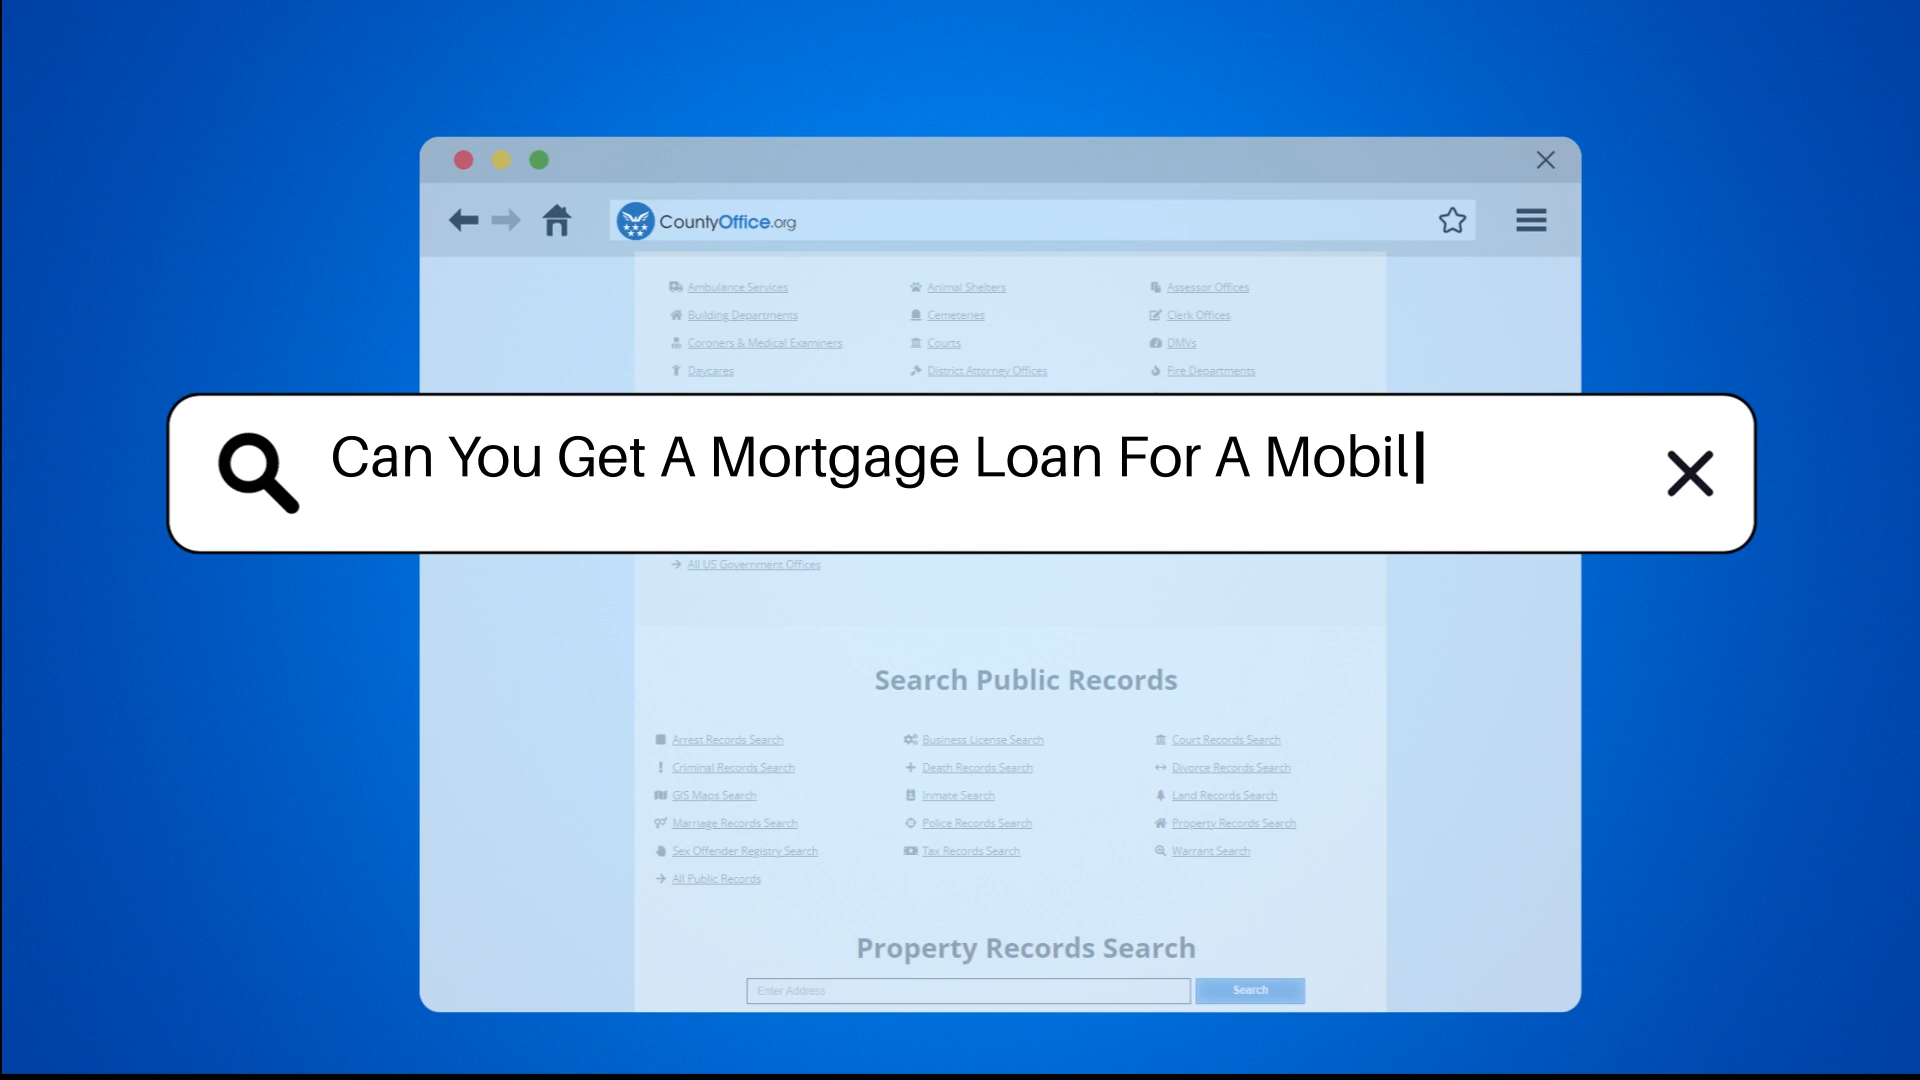 CountyOffice.org
Ambulance Services Animal Shelters Assessor Offices
Building Departments Cemeteries Clerk Offices
Coroners & Medical Examiners Courts DMVs
Daycares District Attorney Offices Fire Departments
Can You Get A Mortgage Loan For A Mobil
All US Government Offices
Search Public Records
Arrest Records Search Business License Search Court Records Search
Criminal Records Search Death Records Search Divorce Records Search
GIS Maps Search Inmate Search Land Records Search
Marriage Records Search Police Records Search Property Records Search
Sex Offender Registry Search Tax Records Search Warrant Search
All Public Records
Property Records Search
Enter Address Search